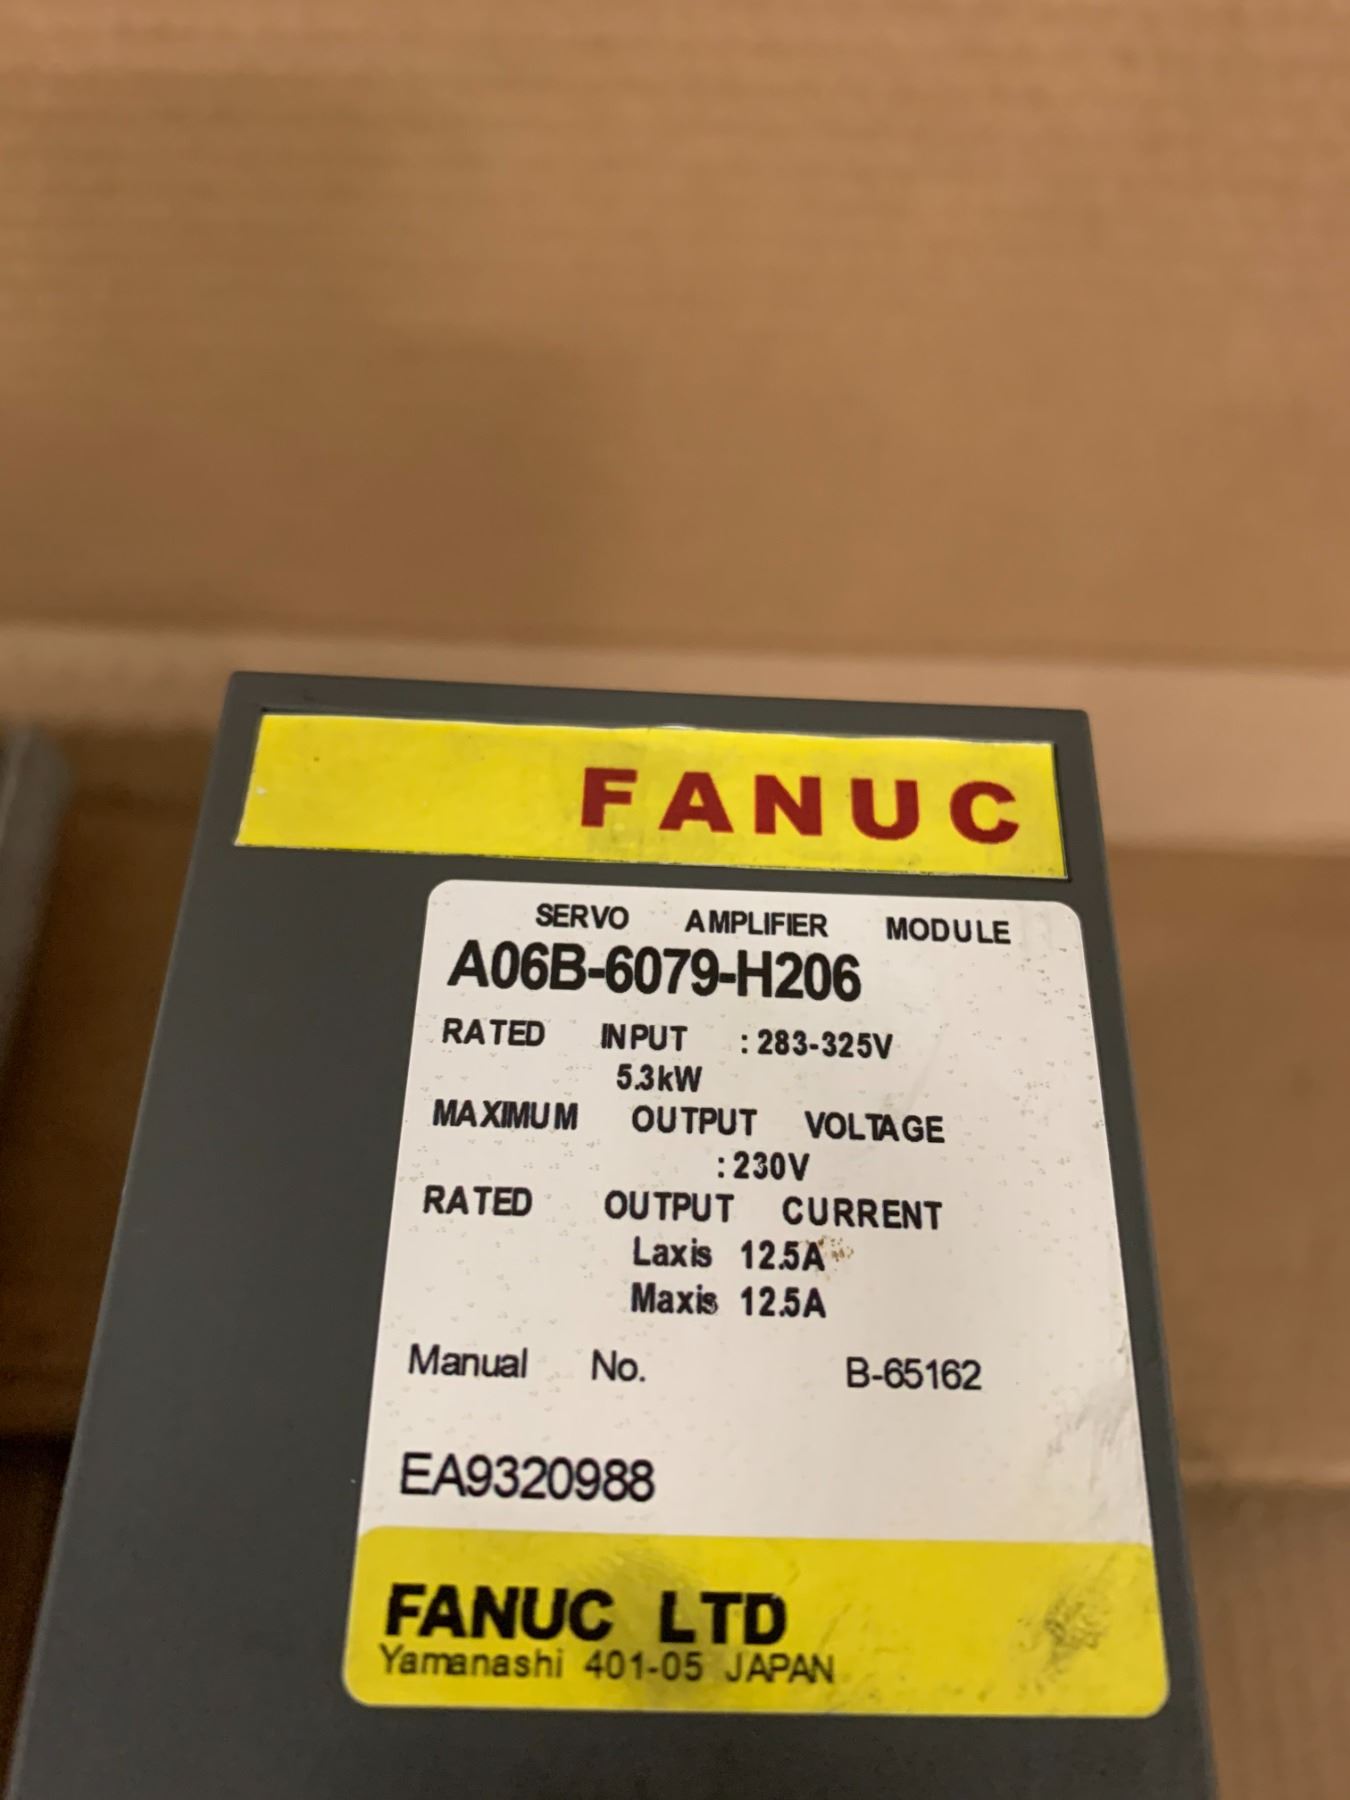 FANUC
SERVO AMPLIFIER MODULE
A06B-6079-H206
RATED INPUT : 283-325V
5.3kW
MAXIMUM OUTPUT VOLTAGE
: 230V
RATED OUTPUT CURRENT
Laxis 12.5A
Maxis 12.5A
Manual No. B-65162
EA9320988
FANUC LTD
Yamanashi 401-05 JAPAN